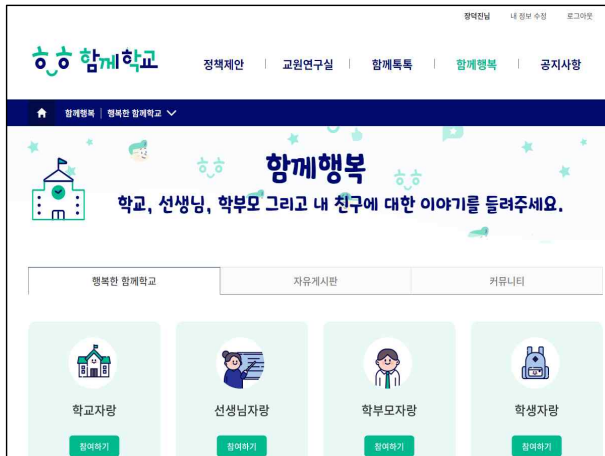 장덕진님 내 정보 수정 로그아웃
함께학교
정책제안 | 교원연구실 | 함께톡톡 | 함께행복 | 공지사항
함께행복 | 행복한 함께학교
함께행복
학교, 선생님, 학부모 그리고 내 친구에 대한 이야기를 들려주세요.
행복한 함께학교 자유게시판 커뮤니티
학교자랑 선생님자랑 학부모자랑 학생자랑
참여하기 참여하기 참여하기 참여하기